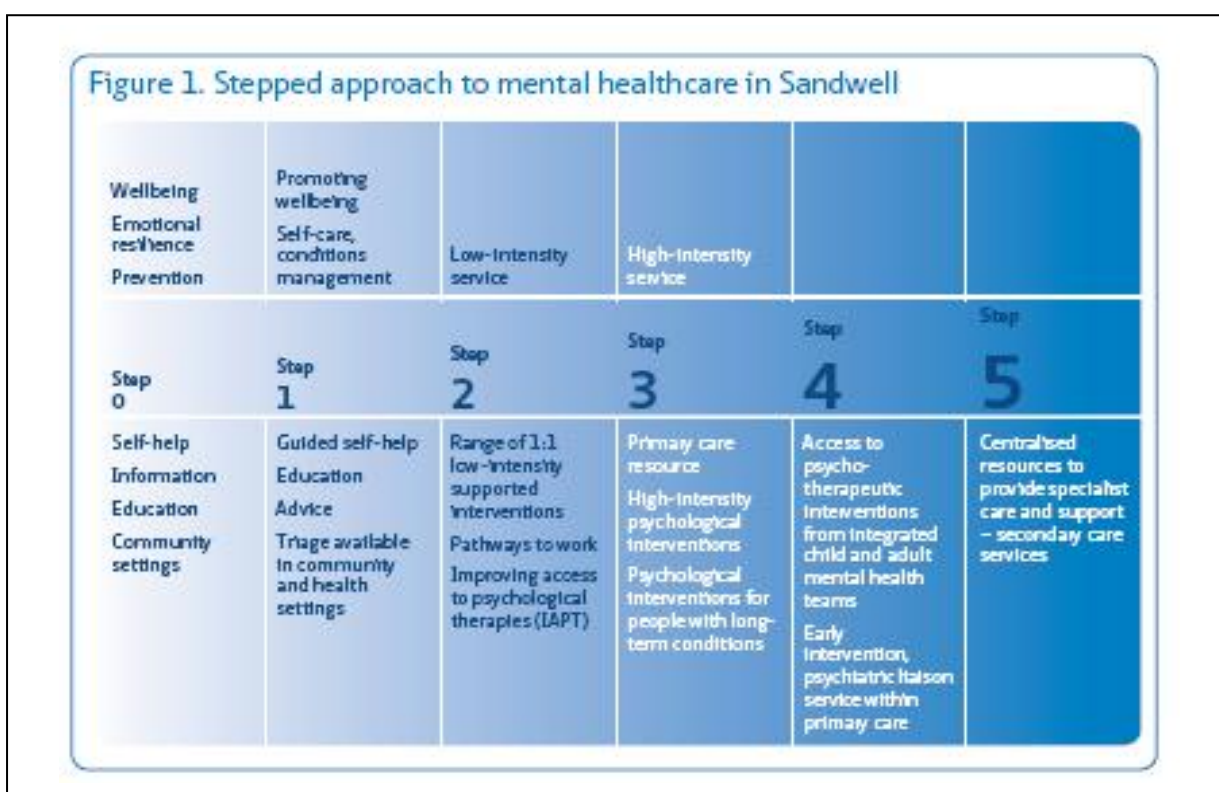 Figure 1. Stepped approach to mental healthcare in Sandwell
Wellbeing
Emotional
resilience
Prevention
Promoting
wellbeing
Self-care,
conditions
management
Low-intensity
service
High-intensity
service
Step
0
Step
1
Step
2
Step
3
Step
4
Step
5
Self-help
Information
Education
Community
settings
Guided self-help
Education
Advice
Triage available
in community
and health
settings
Range of 1:1
low-intensity
supported
interventions
Pathways to work
Improving access
to psychological
therapies (IAPT)
Primary care
resource
High-intensity
psychological
interventions
Psychological
interventions for
people with long-
term conditions
Access to
psycho-
therapeutic
interventions
from integrated
child and adult
mental health
teams
Early
intervention,
psychiatric liaison
service within
primary care
Centralised
resources to
provide specialist
care and support
– secondary care
services